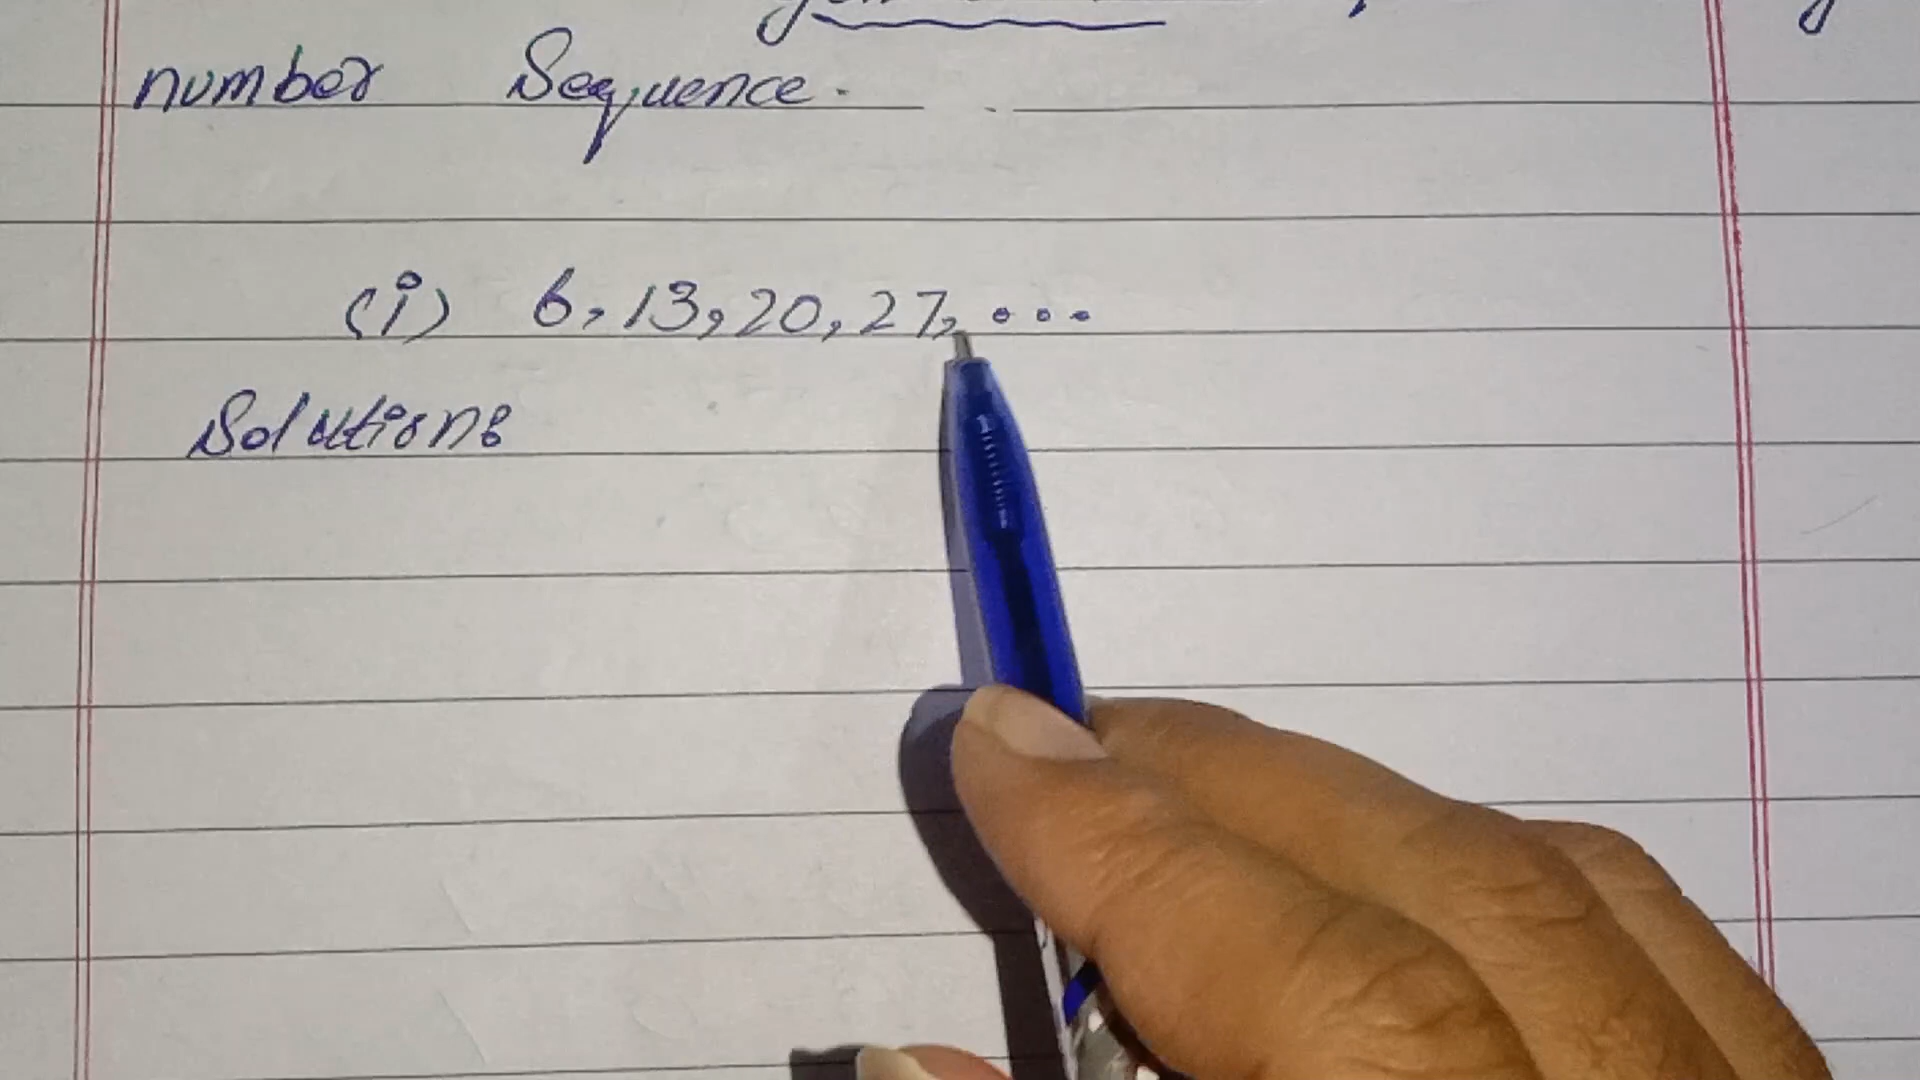 number Sequence.
(i) 6, 13, 20, 27, ...
Solution: